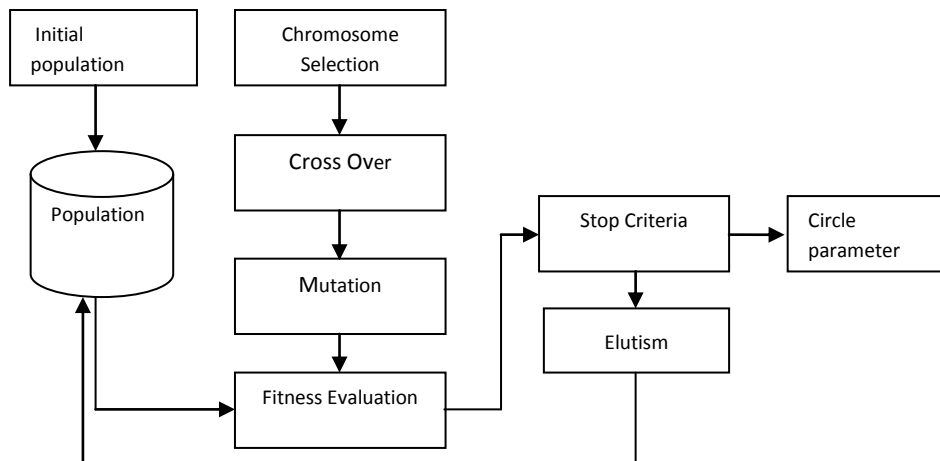 Initial
population
Chromosome
Selection
Cross Over
Population
Stop Criteria
Circle
parameter
Mutation
Elutism
Fitness Evaluation